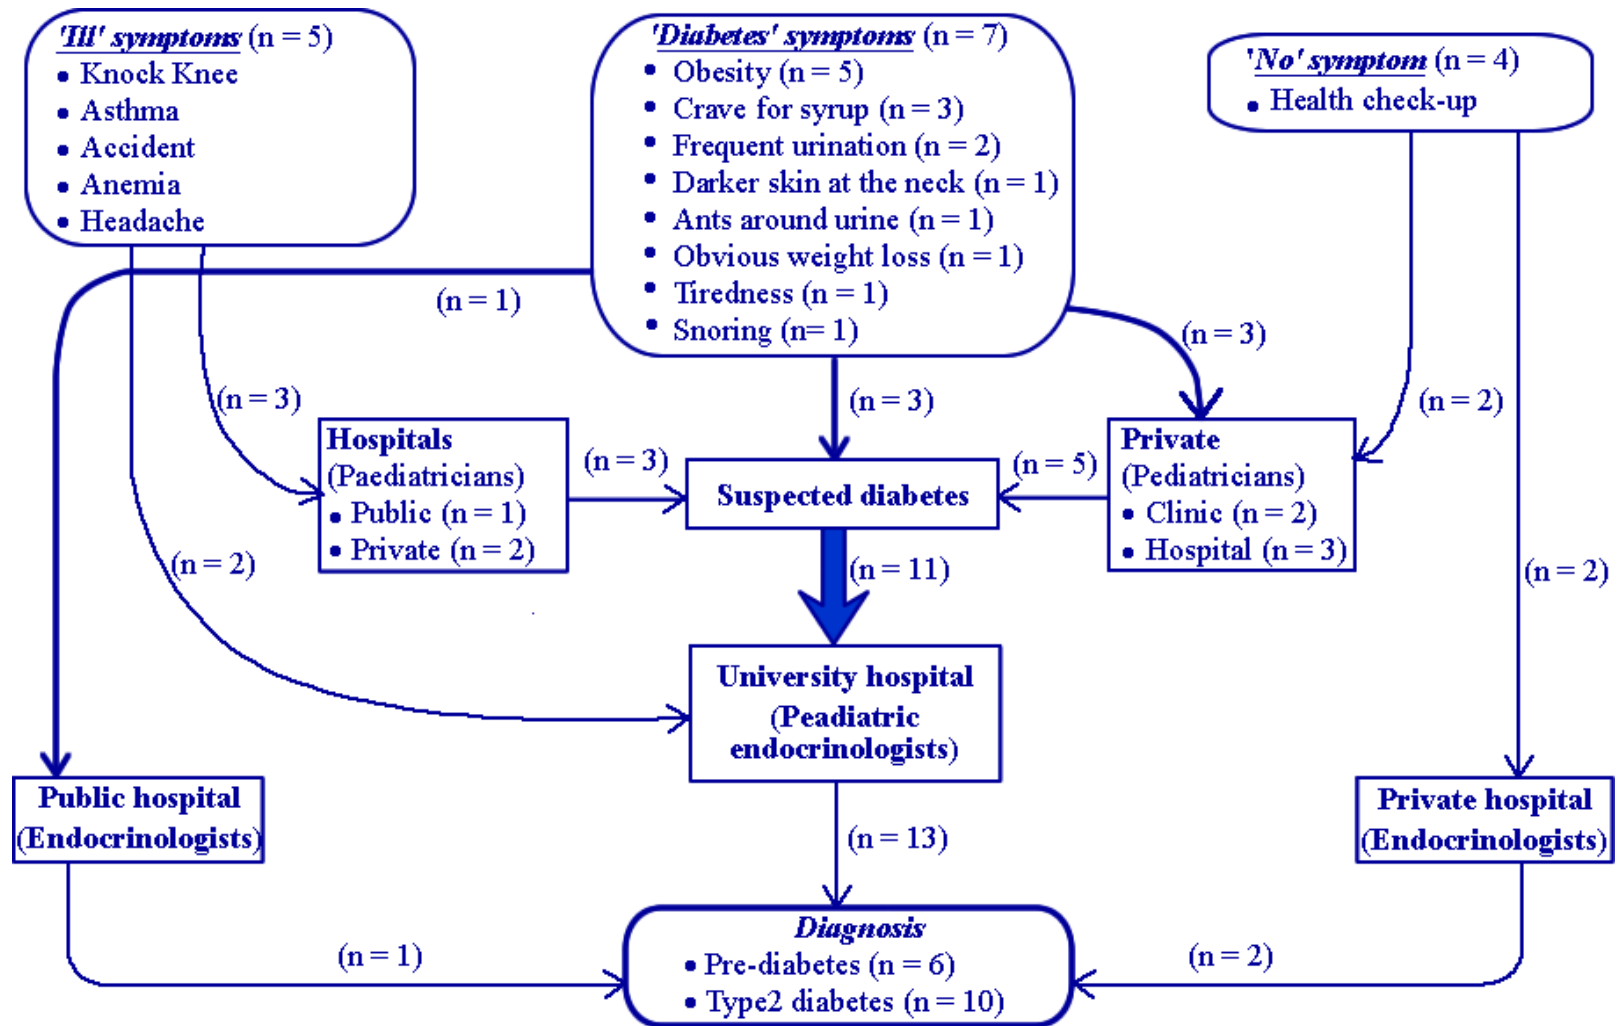 'Ill' symptoms (n = 5)
• Knock Knee
• Asthma
• Accident
• Anemia
• Headache
'Diabetes' symptoms (n = 7)
• Obesity (n = 5)
• Crave for syrup (n = 3)
• Frequent urination (n = 2)
• Darker skin at the neck (n = 1)
• Ants around urine (n = 1)
• Obvious weight loss (n = 1)
• Tiredness (n = 1)
• Snoring (n= 1)
'No' symptom (n = 4)
• Health check-up
(n = 1)
(n = 3)
(n = 3)
(n = 3)
(n = 2)
Hospitals
(Paediatricians)
• Public (n = 1)
• Private (n = 2)
(n = 3)
Suspected diabetes
(n = 5)
Private
(Pediatricians)
• Clinic (n = 2)
• Hospital (n = 3)
(n = 2)
(n = 11)
(n = 2)
University hospital
(Peadiatric
endocrinologists)
Public hospital
(Endocrinologists)
(n = 13)
Private hospital
(Endocrinologists)
(n = 1)
Diagnosis
• Pre-diabetes (n = 6)
• Type2 diabetes (n = 10)
(n = 2)